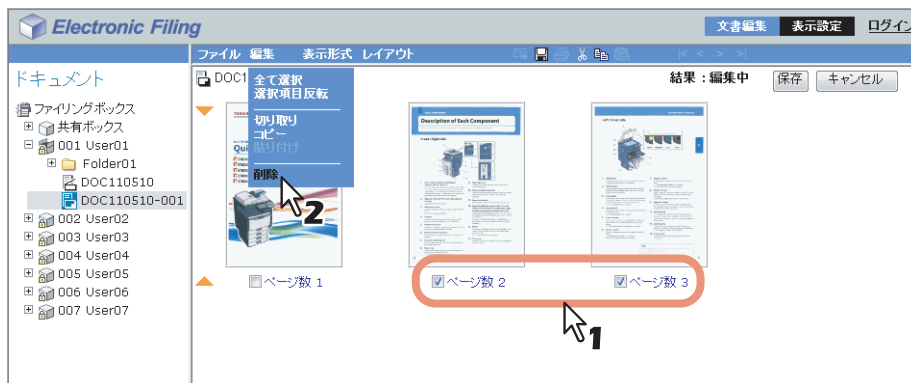 Electronic Filing
文書編集 表示設定 ログイン
ファイル 編集 表示形式 レイアウト
|< < > >|
ドキュメント
DOC1
結果：編集中 保存 キャンセル
全て選択
選択項目反転
切り取り
コピー
貼り付け
削除
ファイリングボックス
共有ボックス
001 User01
Folder01
DOC110510
DOC110510-001
002 User02
003 User03
004 User04
005 User05
006 User06
007 User07
Description of Each Component
ページ数 1
ページ数 2
ページ数 3
2
1